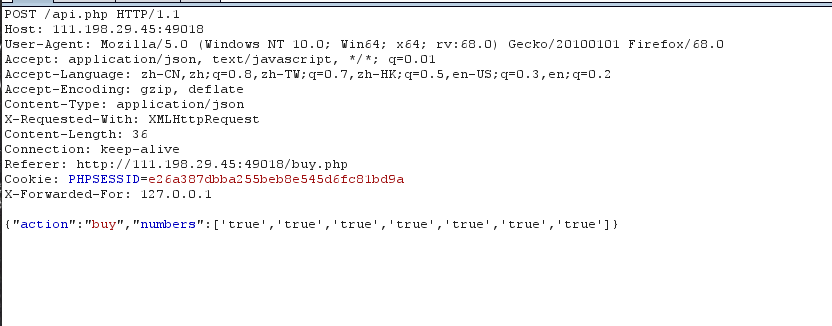 POST /api.php HTTP/1.1
Host: 111.198.29.45:49018
User-Agent: Mozilla/5.0 (Windows NT 10.0; Win64; x64; rv:68.0) Gecko/20100101 Firefox/68.0
Accept: application/json, text/javascript, */*; q=0.01
Accept-Language: zh-CN,zh;q=0.8,zh-TW;q=0.7,zh-HK;q=0.5,en-US;q=0.3,en;q=0.2
Accept-Encoding: gzip, deflate
Content-Type: application/json
X-Requested-With: XMLHttpRequest
Content-Length: 36
Connection: keep-alive
Referer: http://111.198.29.45:49018/buy.php
Cookie: PHPSESSID=e26a387dbba255beb8e545d6fc81bd9a
X-Forwarded-For: 127.0.0.1
{"action":"buy","numbers":['true','true','true','true','true','true','true']}